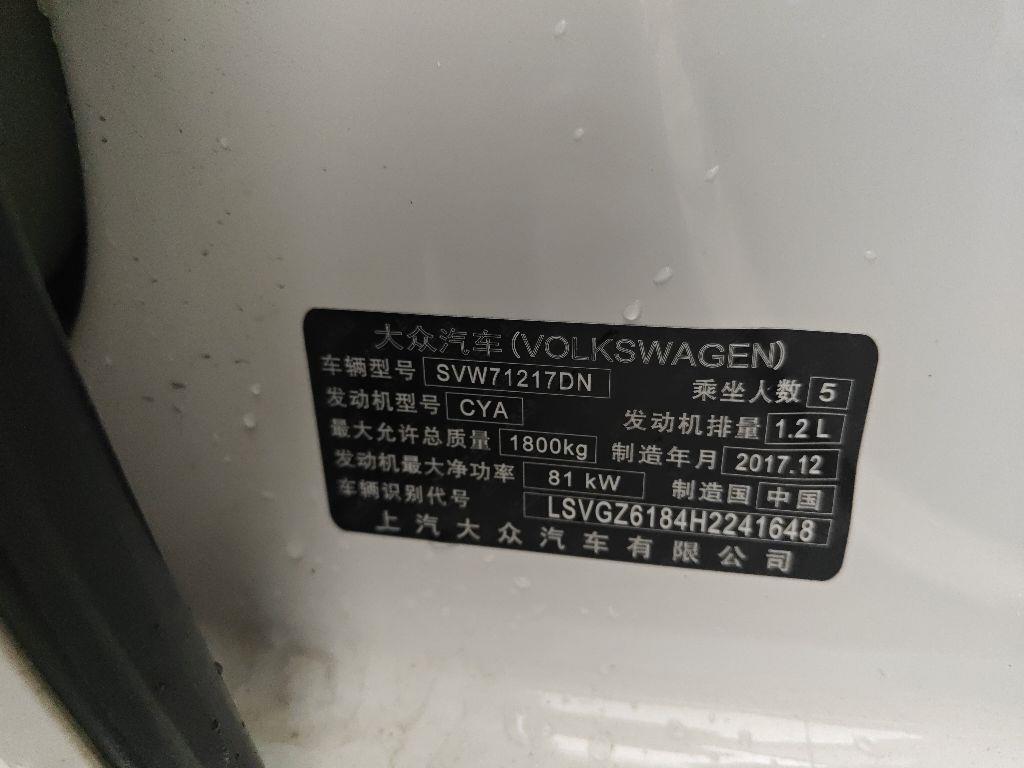 大众汽车(VOLKSWAGEN)
车辆型号 SVW71217DN 乘坐人数 5
发动机型号 CYA 发动机排量 1.2 L
最大允许总质量 1800kg 制造年月 2017.12
发动机最大净功率 81 kW 制造国 中国
车辆识别代号 LSVGZ6184H2241648
上汽大众汽车有限公司